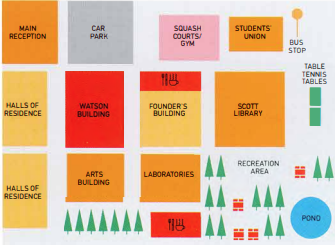 MAIN
RECEPTION
CAR
PARK
SQUASH
COURTS/
GYM
STUDENTS'
UNION
BUS
STOP
TABLE
TENNIS
TABLES
HALLS OF
RESIDENCE
WATSON
BUILDING
FOUNDER'S
BUILDING
SCOTT
LIBRARY
HALLS OF
RESIDENCE
ARTS
BUILDING
LABORATORIES
RECREATION
AREA
POND